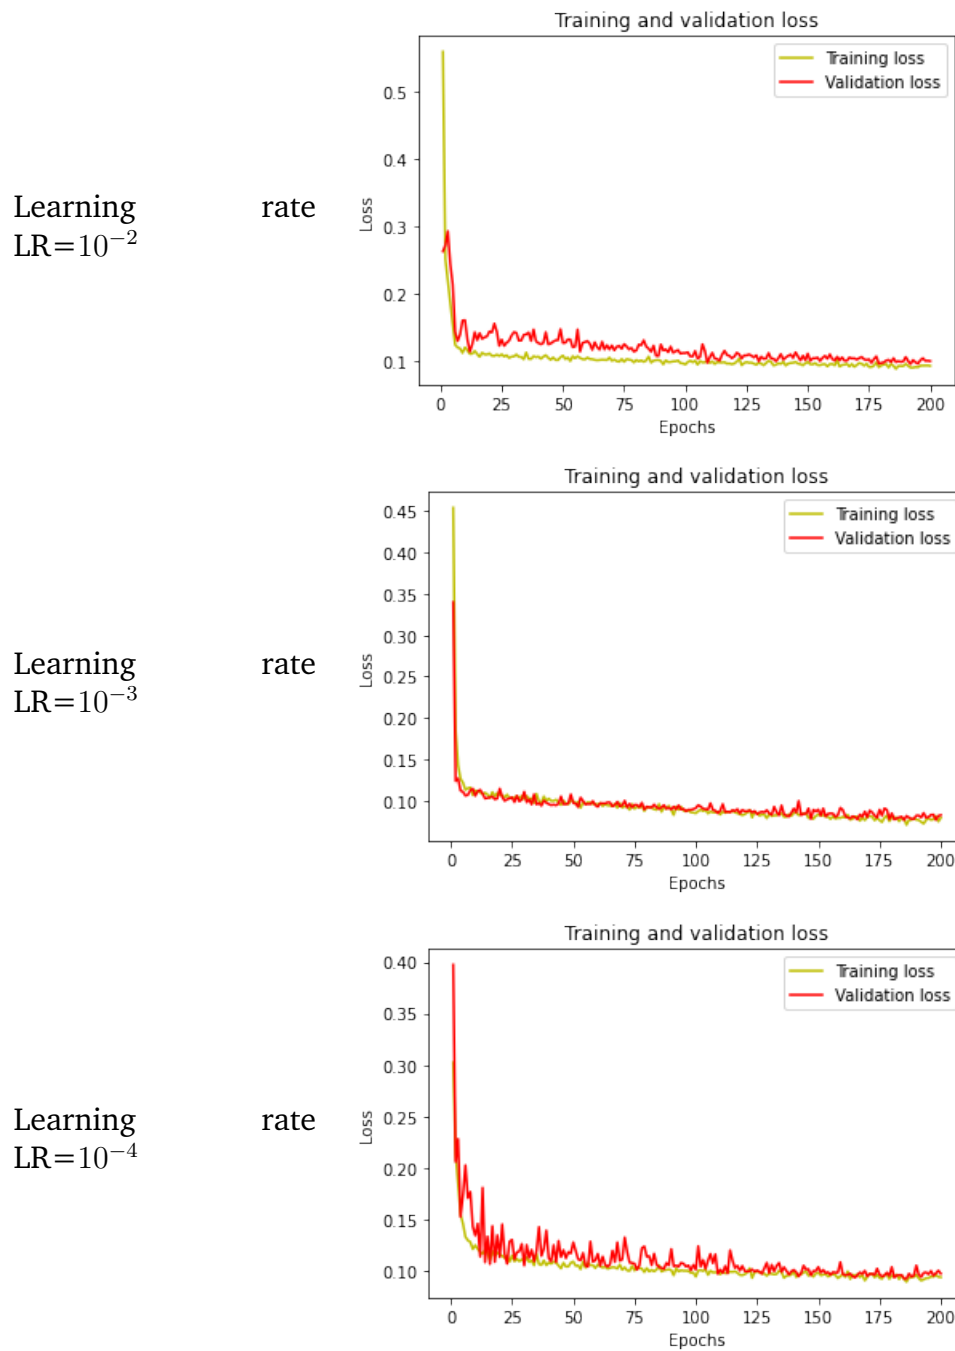 Training and validation loss
Training loss
Validation loss
0.5
0.4
Learning rate
LR=10⁻²
Loss
0.3
0.2
0.1
0 25 50 75 100 125 150 175 200
Epochs
Training and validation loss
0.45
Training loss
Validation loss
0.40
0.35
0.30
Learning rate
LR=10⁻³
Loss
0.25
0.20
0.15
0.10
0 25 50 75 100 125 150 175 200
Epochs
Training and validation loss
0.40
Training loss
Validation loss
0.35
0.30
0.25
Learning rate
LR=10⁻⁴
Loss
0.20
0.15
0.10
0 25 50 75 100 125 150 175 200
Epochs